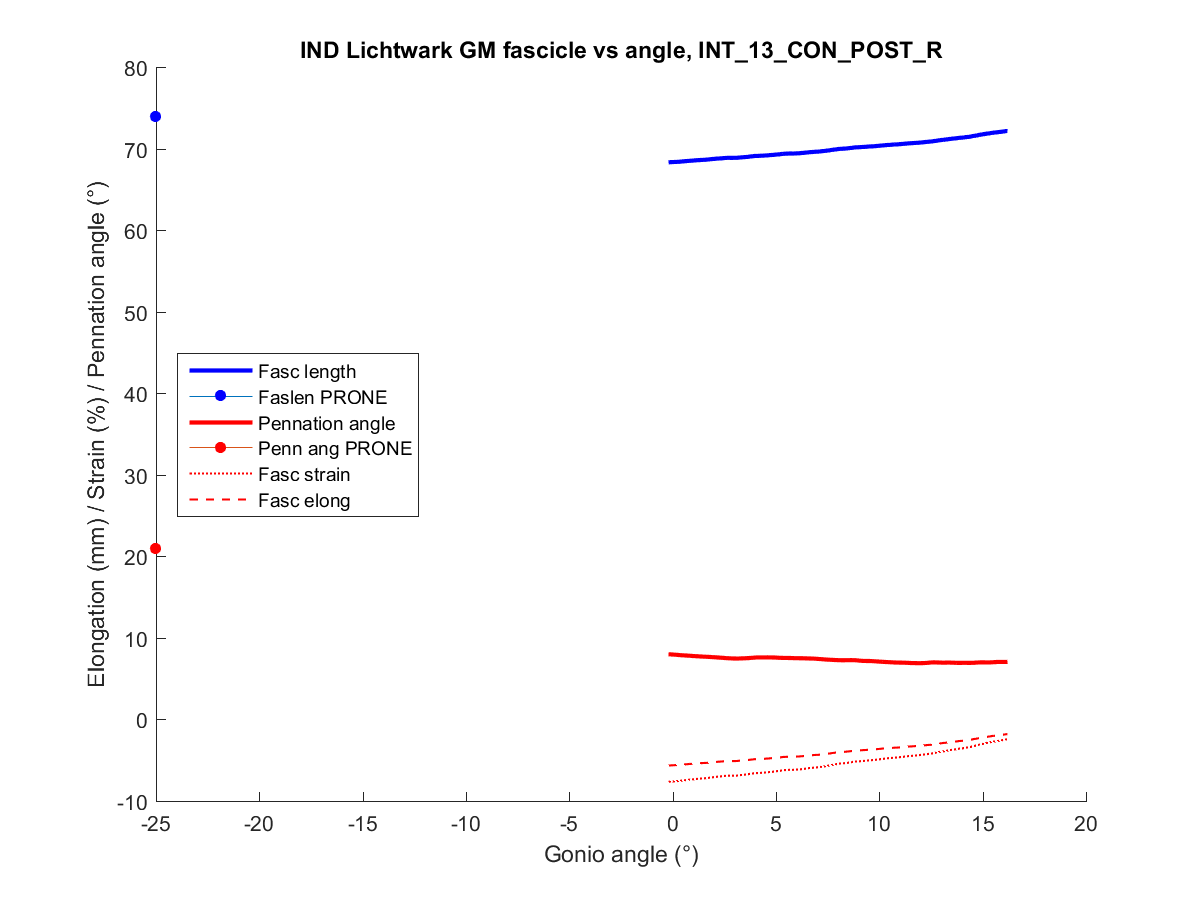 IND Lichtwark GM fascicle vs angle, INT_13_CON_POST_R
80
70
60
50
40
30
20
10
0
-10
Elongation (mm) / Strain (%) / Pennation angle (°)
Fasc length
Faslen PRONE
Pennation angle
Penn ang PRONE
Fasc strain
Fasc elong
-25 -20 -15 -10 -5 0 5 10 15 20
Gonio angle (°)